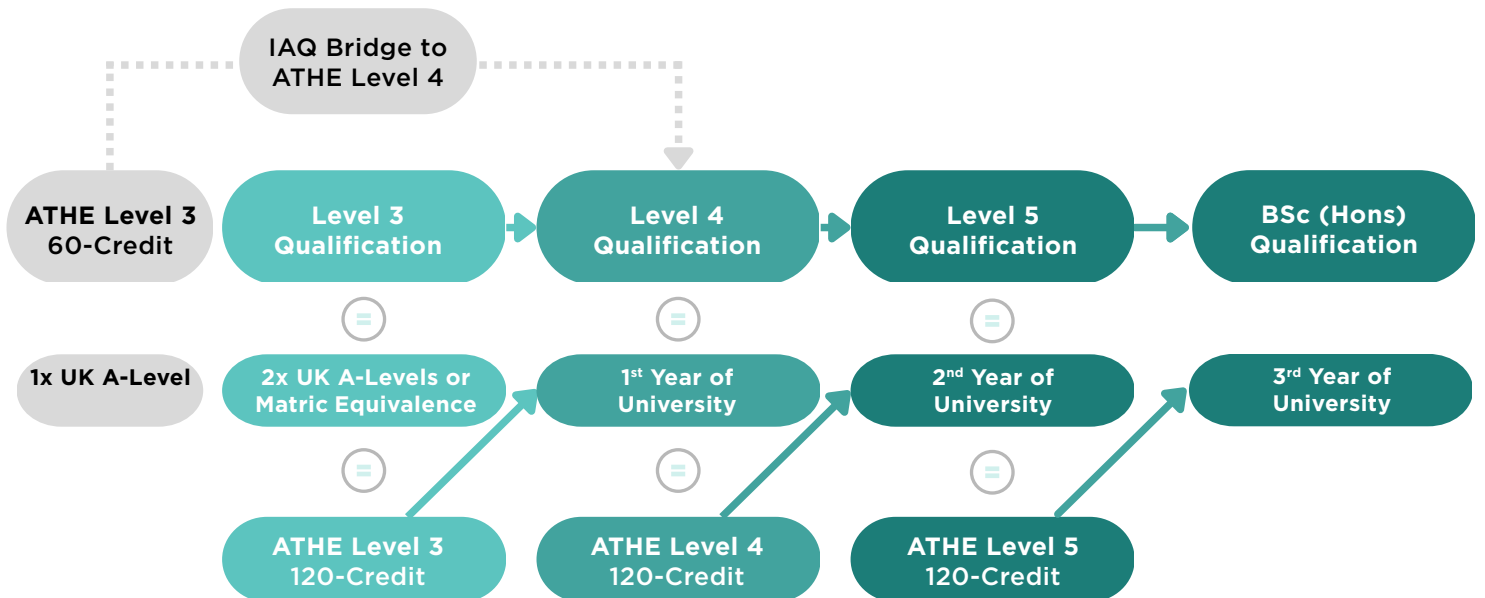 IAQ Bridge to
ATHE Level 4
ATHE Level 3
60-Credit
Level 3
Qualification
Level 4
Qualification
Level 5
Qualification
BSc (Hons)
Qualification
=
=
=
1x UK A-Level
2x UK A-Levels or
Matric Equivalence
1st Year of
University
2nd Year of
University
3rd Year of
University
=
=
=
ATHE Level 3
120-Credit
ATHE Level 4
120-Credit
ATHE Level 5
120-Credit